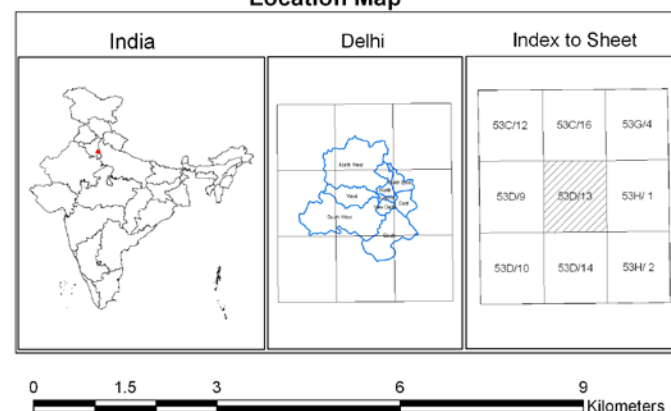 Location Map
India
Delhi
Index to Sheet
53C/12 53C/16 53G/4
53D/9 53D/13 53H/ 1
53D/10 53D/14 53H/ 2
North West
West
South West
East
South
0 1.5 3 6 9
Kilometers